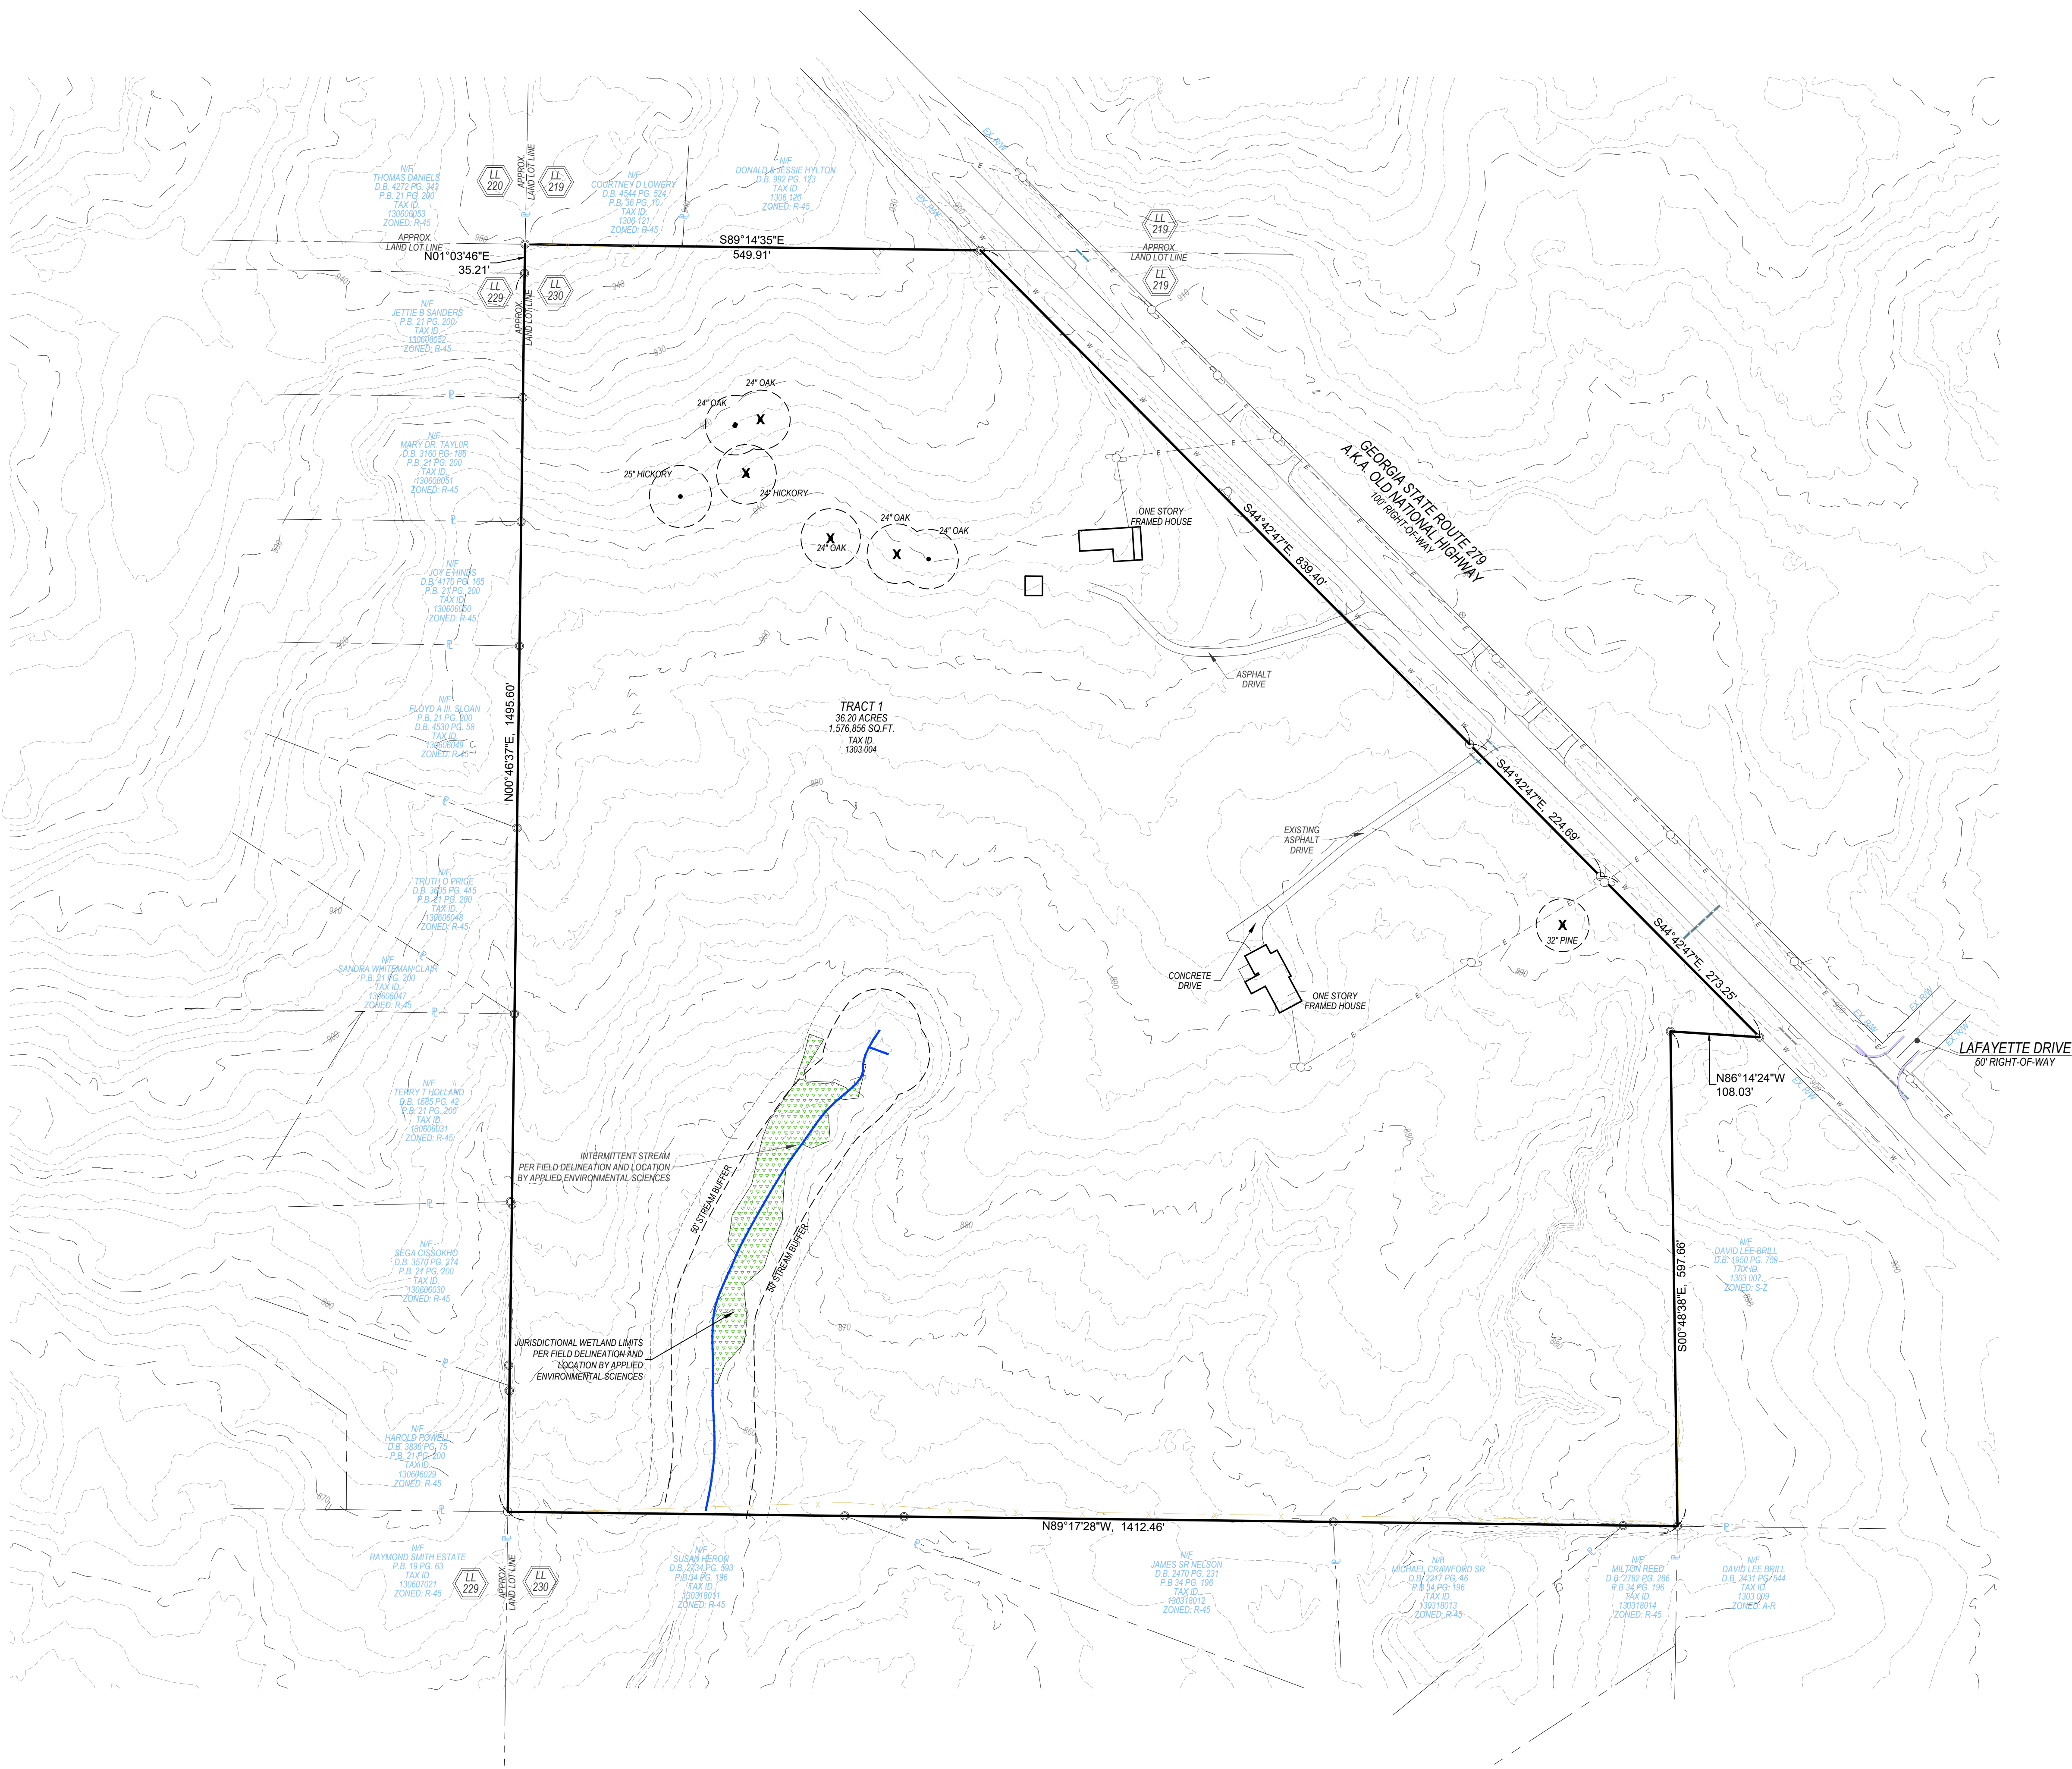 N/F
THOMAS DANIELS
D.B. 4272 PG. 343
P.B. 21 PG. 200
TAX ID.
130606053
ZONED: R-45
LL
220
APPROX.
LAND LOT LINE
LL
219
N/F
COURTNEY D LOWERY
D.B. 4544 PG. 524
P.B. 36 PG. 10
TAX ID.
1306 121
ZONED: R-45
N/F
DONALD & JESSIE HYLTON
D.B. 992 PG. 173
TAX ID.
1306 120
ZONED: R-45
EX. R/W
EX. R/W
LL
219
APPROX.
LAND LOT LINE
LL
219
APPROX.
LAND LOT LINE
N01°03'46"E
35.21'
S89°14'35"E
549.91'
LL
229
LL
230
APPROX.
LAND LOT LINE
N/F
JETTIE B SANDERS
P.B. 21 PG. 200
TAX ID.
130606052
ZONED: R-45
N/F
MARY DR. TAYLOR
D.B. 3160 PG. 186
P.B. 21 PG. 200
TAX ID.
130606051
ZONED: R-45
24" OAK
24" OAK
X
25" HICKORY
X
24" HICKORY
X
24" OAK
24" OAK
X
24" OAK
ONE STORY
FRAMED HOUSE
GEORGIA STATE ROUTE 279
A.K.A. OLD NATIONAL HIGHWAY
100' RIGHT-OF-WAY
S44°42'47"E, 839.40'
N/F
JOY E HINDS
D.B. 4170 PG. 165
P.B. 21 PG. 200
TAX ID.
130606050
ZONED: R-45
ASPHALT
DRIVE
N/F
FLOYD A III, SLOAN
P.B. 21 PG. 200
D.B. 4530 PG. 58
TAX ID.
130606049
ZONED: R-45
N00°46'37"E, 1495.60'
TRACT 1
36.20 ACRES
1,576,856 SQ.FT.
TAX ID.
1303 004
S44°42'47"E, 224.69'
EXISTING
ASPHALT
DRIVE
N/F
TRUTH O PRICE
D.B. 3805 PG. 445
P.B. 21 PG. 200
TAX ID.
130606048
ZONED: R-45
X
32" PINE
S44°42'47"E, 273.25'
N/F
SANDRA WHITEMAN CLAIR
P.B. 21 PG. 200
TAX ID.
130606047
ZONED: R-45
CONCRETE
DRIVE
ONE STORY
FRAMED HOUSE
EX. R/W
EX. R/W
EX. R/W
LAFAYETTE DRIVE
50' RIGHT-OF-WAY
N86°14'24"W
108.03'
EX. R/W
N/F
TERRY T HOLLAND
D.B. 1885 PG. 42
P.B. 21 PG. 200
TAX ID.
130606031
ZONED: R-45
INTERMITTENT STREAM
PER FIELD DELINEATION AND LOCATION
BY APPLIED ENVIRONMENTAL SCIENCES
50' STREAM BUFFER
50' STREAM BUFFER
N/F
SEGA CISSOKHO
D.B. 3570 PG. 274
P.B. 21 PG. 200
TAX ID.
130606030
ZONED: R-45
N/F
DAVID LEE BRILL
D.B. 1950 PG. 759
TAX ID.
1303 007
ZONED: S-Z
S00°48'38"E, 597.66'
JURISDICTIONAL WETLAND LIMITS
PER FIELD DELINEATION AND
LOCATION BY APPLIED
ENVIRONMENTAL SCIENCES
N/F
HAROLD POWELL
D.B. 3836 PG. 75
P.B. 21 PG. 200
TAX ID.
130606029
ZONED: R-45
N89°17'28"W, 1412.46'
N/F
RAYMOND SMITH ESTATE
P.B. 19 PG. 63
TAX ID.
130607021
ZONED: R-45
LL
229
APPROX.
LAND LOT LINE
LL
230
N/F
SUSAN HERON
D.B. 2734 PG. 593
P.B 34 PG. 196
TAX ID.
130318011
ZONED: R-45
N/F
JAMES SR NELSON
D.B. 2470 PG. 231
P.B 34 PG. 196
TAX ID.
130318012
ZONED: R-45
N/F
MICHAEL CRAWFORD SR
D.B. 2217 PG. 46
P.B 34 PG. 196
TAX ID.
130318013
ZONED: R-45
N/F
MILTON REED
D.B. 2782 PG. 286
P.B 34 PG. 196
TAX ID.
130318014
ZONED: R-45
N/F
DAVID LEE BRILL
D.B. 3431 PG. 544
TAX ID.
1303 009
ZONED: A-R